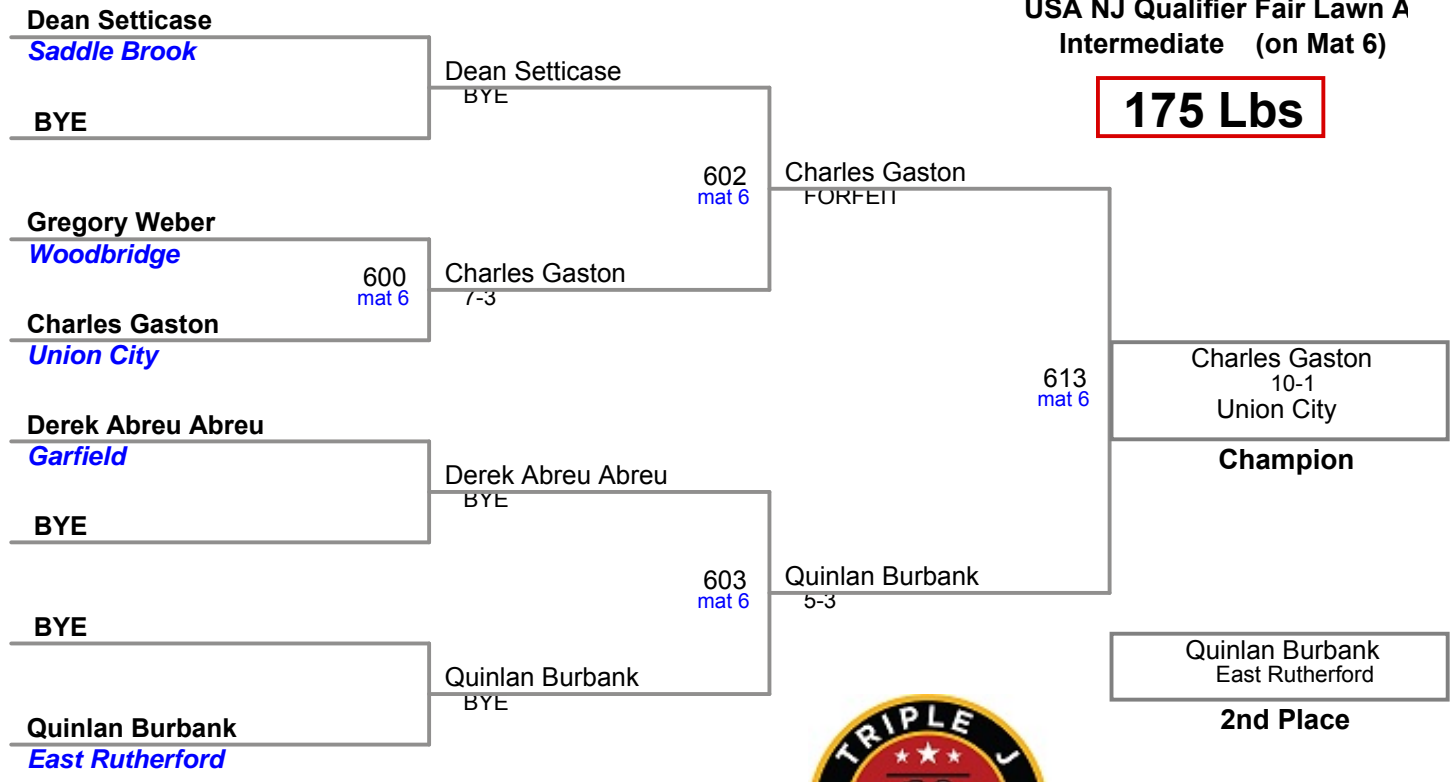 USA NJ Qualifier Fair Lawn A
Intermediate (on Mat 6)
175 Lbs
Dean Setticase
Saddle Brook
BYE
Dean Setticase
BYE
Gregory Weber
Woodbridge
600
mat 6
Charles Gaston
Union City
Charles Gaston
7-3
602
mat 6
Charles Gaston
FORFEIT
Derek Abreu Abreu
Garfield
BYE
Derek Abreu Abreu
BYE
BYE
Quinlan Burbank
East Rutherford
Quinlan Burbank
BYE
603
mat 6
Quinlan Burbank
5-3
613
mat 6
Charles Gaston
10-1
Union City
Champion
Quinlan Burbank
East Rutherford
2nd Place
TRIPLE J